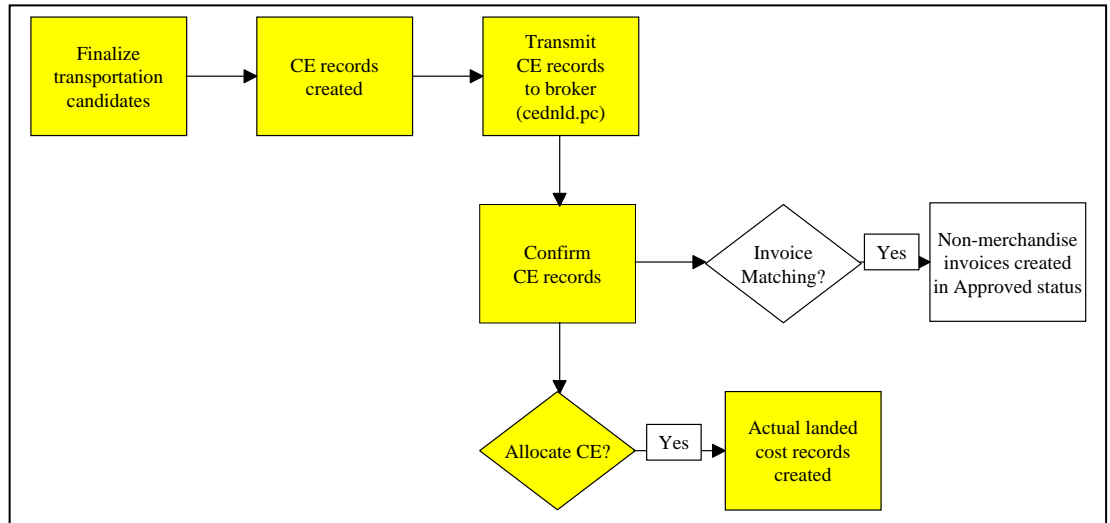 Finalize
transportation
candidates
CE records
created
Transmit
CE records
to broker
(cednld.pc)
Confirm
CE records
Invoice
Matching?
Yes
Non-merchandise
invoices created
in Approved status
Allocate CE?
Yes
Actual landed
cost records
created